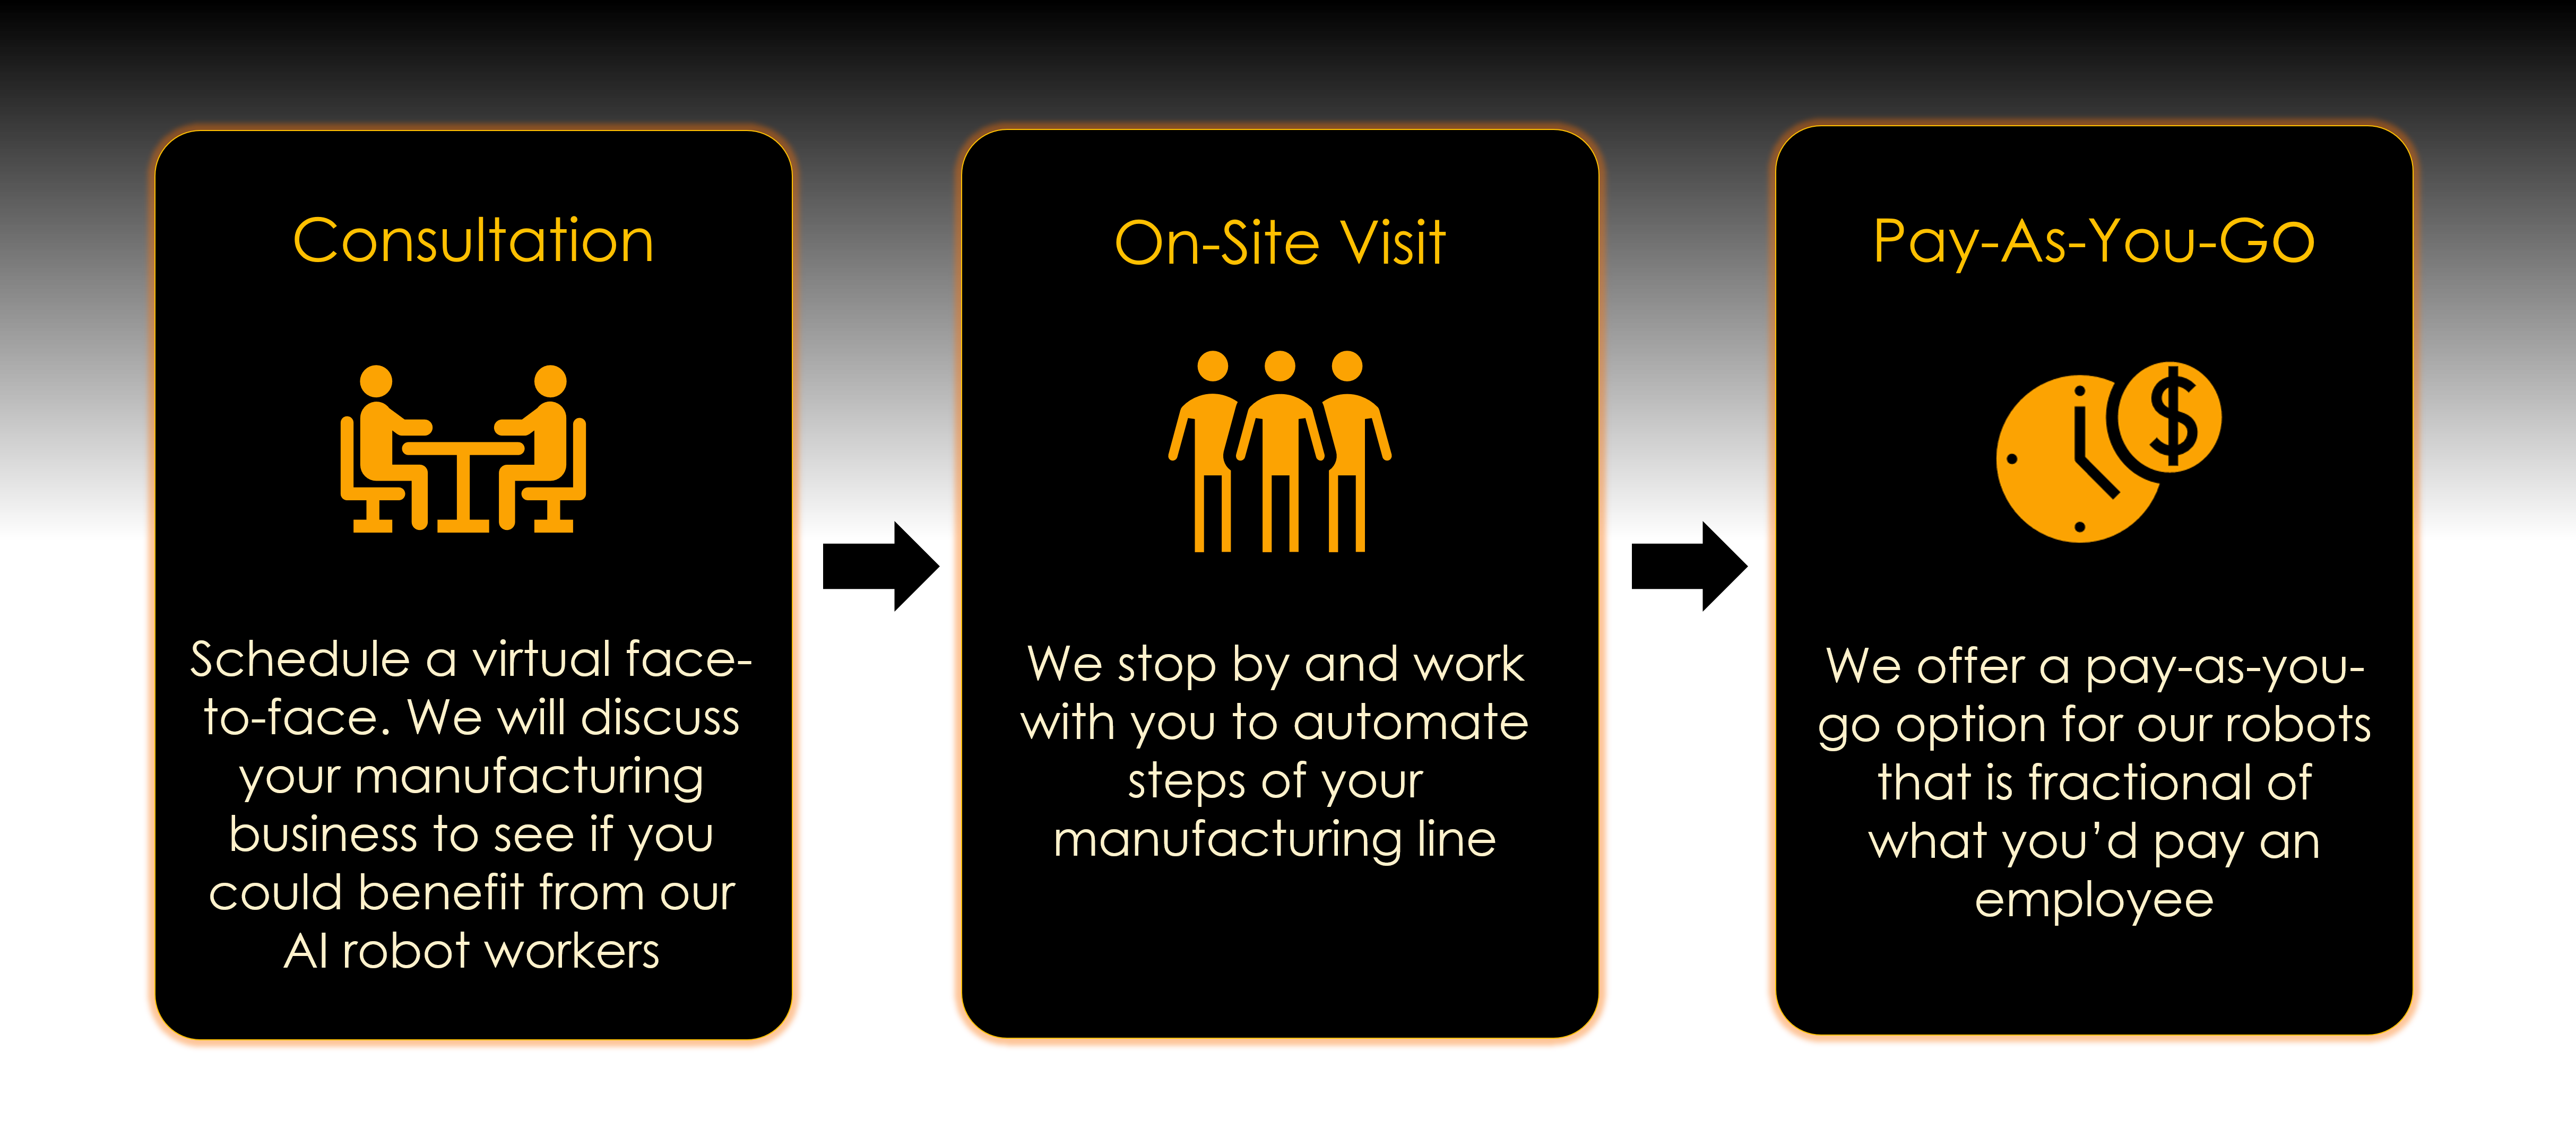 Consultation
Schedule a virtual face-
to-face. We will discuss
your manufacturing
business to see if you
could benefit from our
AI robot workers
On-Site Visit
We stop by and work
with you to automate
steps of your
manufacturing line
Pay-As-You-Go
$
We offer a pay-as-you-
go option for our robots
that is fractional of
what you’d pay an
employee